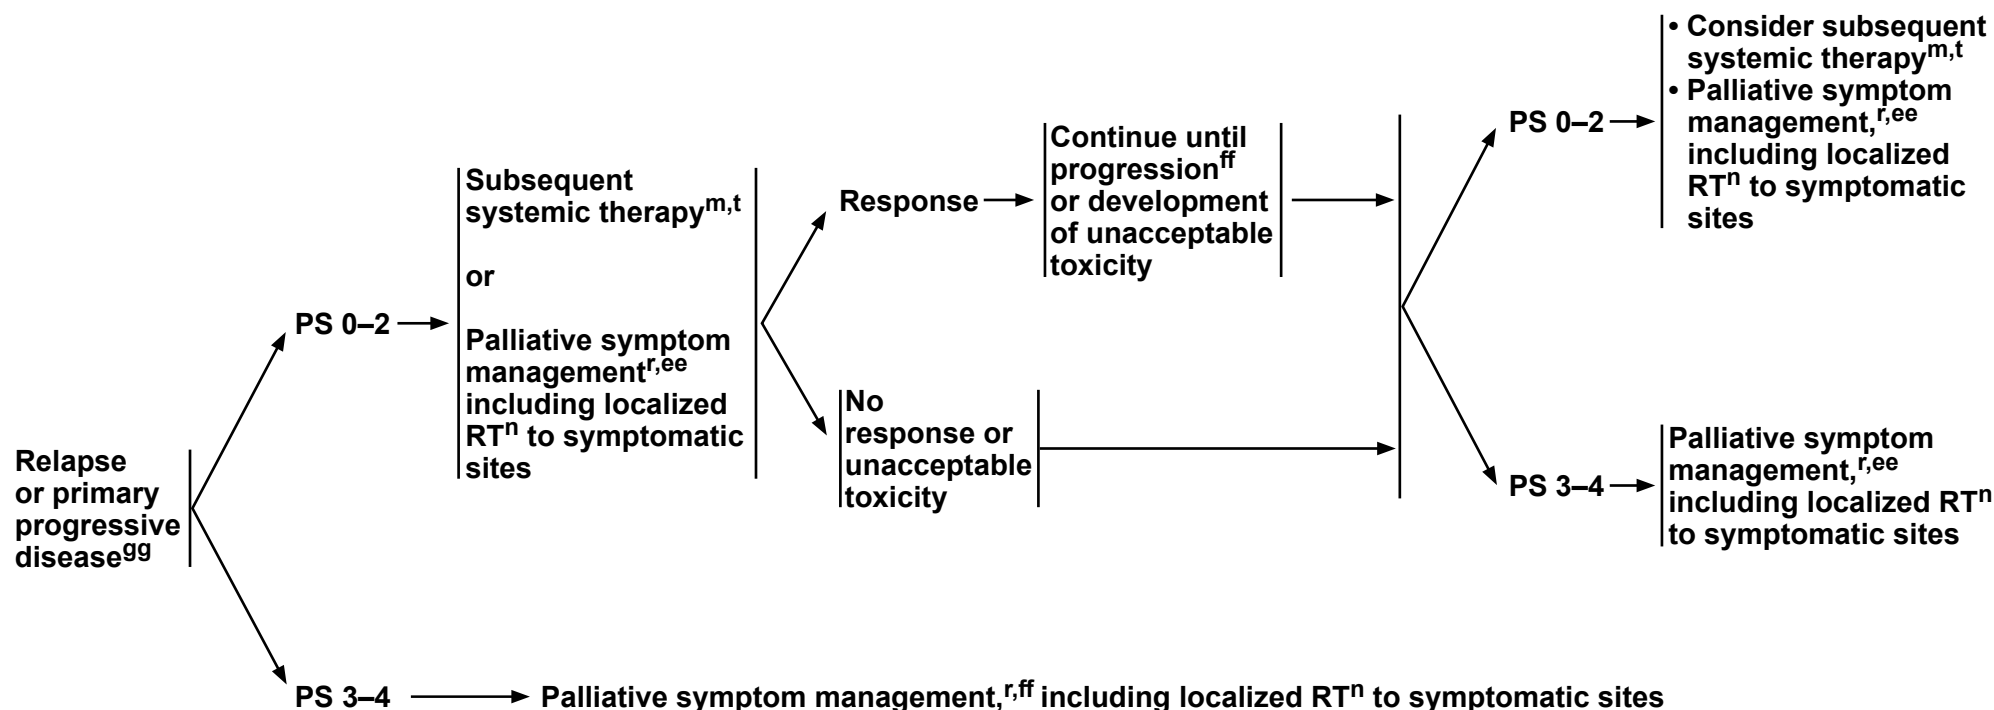 Relapse
or primary
progressive
diseasegg
PS 0–2
Subsequent
systemic therapym,t
or
Palliative symptom
managementr,ee
including localized
RTn to symptomatic
sites
Response
Continue until
progressionff
or development
of unacceptable
toxicity
No
response or
unacceptable
toxicity
PS 0–2
• Consider subsequent
systemic therapym,t
• Palliative symptom
management,r,ee
including localized
RTn to symptomatic
sites
PS 3–4
Palliative symptom
management,r,ee
including localized RTn
to symptomatic sites
PS 3–4
Palliative symptom management,r,ff including localized RTn to symptomatic sites